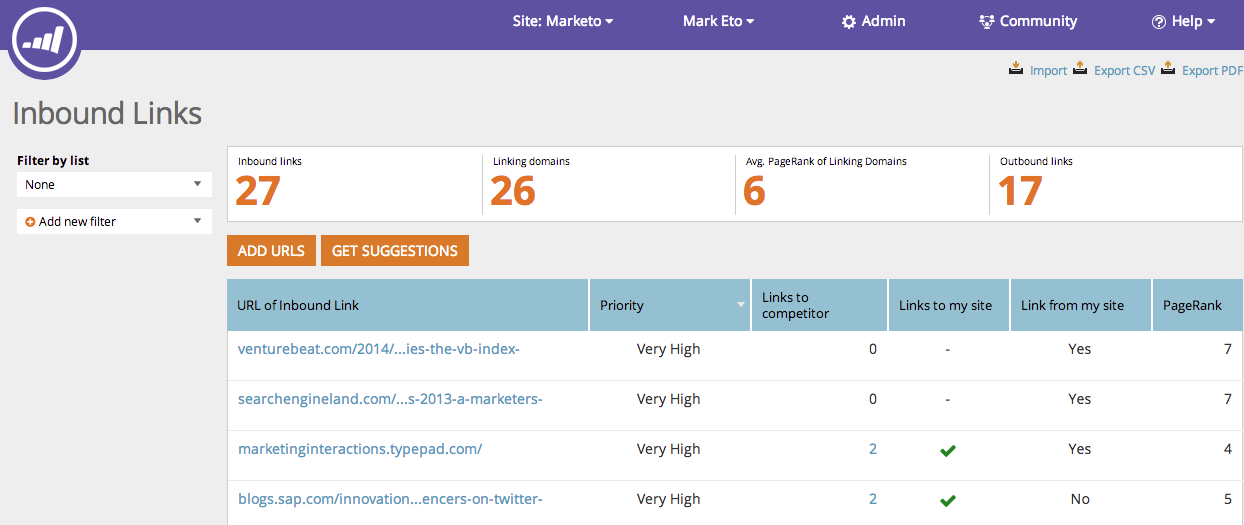 Site: Marketo Mark Eto Admin Community Help
Import Export CSV Export PDF
Inbound Links
Filter by list
None
Add new filter
Inbound links Linking domains Avg. PageRank of Linking Domains Outbound links
27 26 6 17
ADD URLS GET SUGGESTIONS
URL of Inbound Link Priority Links to competitor Links to my site Link from my site PageRank
venturebeat.com/2014/...ies-the-vb-index- Very High 0 - Yes 7
searchengineland.com/...s-2013-a-marketers- Very High 0 - Yes 7
marketinginteractions.typepad.com/ Very High 2 ✓ Yes 4
blogs.sap.com/innovation...encers-on-twitter- Very High 2 ✓ No 5